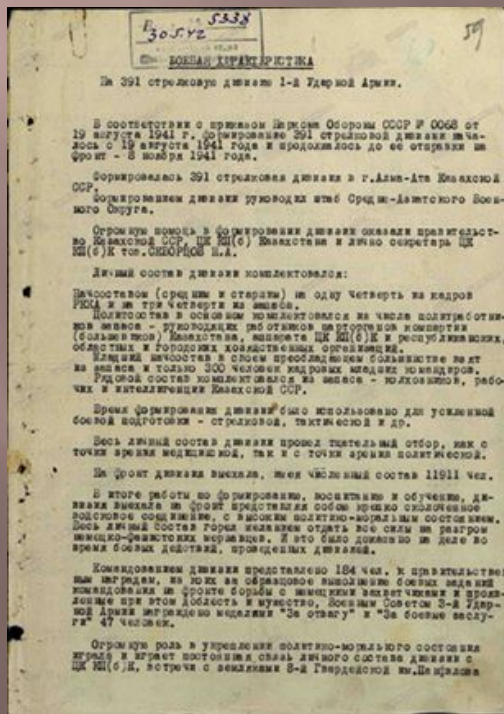 5338
30.5.42
59
БОЕВАЯ ХАРАКТЕРИСТИКА
На 391 стрелковую дивизию 1-й Ударной Армии.
В соответствии с приказом Наркома Обороны СССР № 0068 от
19 августа 1941 г. формирование 391 стрелковой дивизии нача-
лось с 19 августа 1941 года и продолжалось до её отправки на
фронт - 8 ноября 1941 года.
Формировалась 391 стрелковая дивизия в г.Алма-Ата Казахской
ССР.
Формированием дивизии руководил штаб Средне-Азиатского Воен-
ного Округа.
Огромную помощь в формировании дивизии оказали правительст-
во Казахской ССР, ЦК КП(б) Казахстана и лично секретарь ЦК
КП(б)К тов.СКВОРЦОВ Н.А.
Личный состав дивизии комплектовался:
Начсоставом (средним и старшим) на одну четверть из кадров
РККА и на три четверти из запаса.
Политсостав в основном комплектовался из числа политработни-
ков запаса - руководящих работников парторганов компартии
(большевиков) Казахстана, аппарата ЦК КП(б)К и республиканских,
областных и городских хозяйственных организаций.
Младший начсостав в своем преобладающем большинстве взят
из запаса и только 300 человек кадровых младших командиров.
Рядовой состав комплектовался из запаса - колхозников, рабо-
чих и интеллигенции Казахской ССР.
Время формирования дивизии было использовано для усиленной
боевой подготовки - стрелковой, тактической и др.
Весь личный состав дивизии прошел тщательный отбор, как с
точки зрения медицинской, так и с точки зрения политической.
На фронт дивизия выехала, имея численный состав 11911 чел.
В итоге работы по формированию, воспитанию и обучению, ди-
визия выехала на фронт представляя собою крепко сколоченное
войсковое соединение, с высоким политико-моральным состоянием.
Весь личный состав горел желанием отдать все силы на разгром
немецко-фашистских мерзавцев. И это было доказано на деле во
время боевых действий, проведенных дивизией.
Командованием дивизии представлено 184 чел. к правительствен-
ным наградам, из коих за образцовое выполнение боевых заданий
командования на фронте борьбы с немецкими захватчиками и прояв-
ленные при этом доблесть и мужество, Военным Советом 3-й Удар-
ной Армии награждено медалями "За отвагу" и "За боевые заслу-
ги" 47 человек.
Огромную роль в укреплении политико-морального состояния
играла и играет постоянная связь личного состава дивизии с
ЦК КП(б)К, встречи с земляками 8-й Гвардейской им.Панфилова